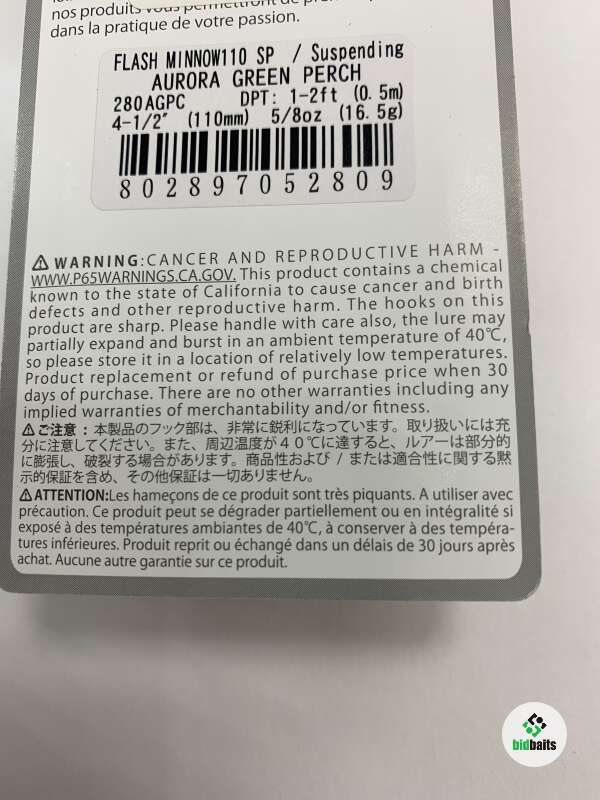 nos produits vous permettront de
dans la pratique de votre passion.
FLASH MINNOW110 SP / Suspending
AURORA GREEN PERCH
280AGPC DPT: 1-2ft (0.5m)
4-1/2″ (110mm) 5/8oz (16.5g)
802897052809
⚠ WARNING:CANCER AND REPRODUCTIVE HARM -
WWW.P65WARNINGS.CA.GOV. This product contains a chemical
known to the state of California to cause cancer and birth
defects and other reproductive harm. The hooks on this
product are sharp. Please handle with care also, the lure may
partially expand and burst in an ambient temperature of 40℃,
so please store it in a location of relatively low temperatures.
Product replacement or refund of purchase price when 30
days of purchase. There are no other warranties including any
implied warranties of merchantability and/or fitness.
⚠ご注意：本製品のフック部は、非常に鋭利になっています。取り扱いには充
分に注意してください。また、周辺温度が４０℃に達すると、ルアーは部分的
に膨張し、破裂する場合があります。商品性および / または適合性に関する黙
示的保証を含め、その他保証は一切ありません。
⚠ATTENTION:Les hameçons de ce produit sont très piquants. A utiliser avec
précaution. Ce produit peut se dégrader partiellement ou en intégralité si
exposé à des températures ambiantes de 40℃, à conserver à des tempéra-
tures inférieures. Produit reprit ou échangé dans un délais de 30 jours après
achat. Aucune autre garantie sur ce produit.
bidbaits